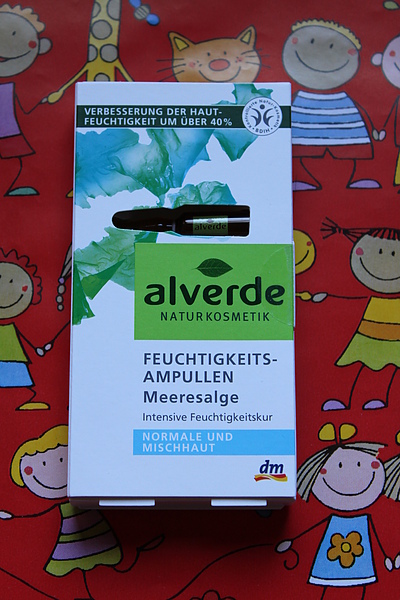 VERBESSERUNG DER HAUT-
FEUCHTIGKEIT UM ÜBER 40%
BDIH
alverde
alverde
NATURKOSMETIK
FEUCHTIGKEITS-
AMPULLEN
Meeresalge
Intensive Feuchtigkeitskur
NORMALE UND
MISCHHAUT
dm